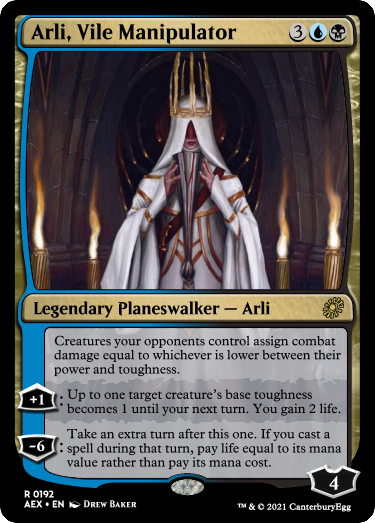 Arli, Vile Manipulator 3
Legendary Planeswalker — Arli
Creatures your opponents control assign combat
damage equal to whichever is lower between their
power and toughness.
+1: Up to one target creature's base toughness
becomes 1 until your next turn. You gain 2 life.
-6: Take an extra turn after this one. If you cast a
spell during that turn, pay life equal to its mana
value rather than pay its mana cost.
4
R 0192
AEX • EN Drew Baker
™ & © 2021 CanterburyEgg